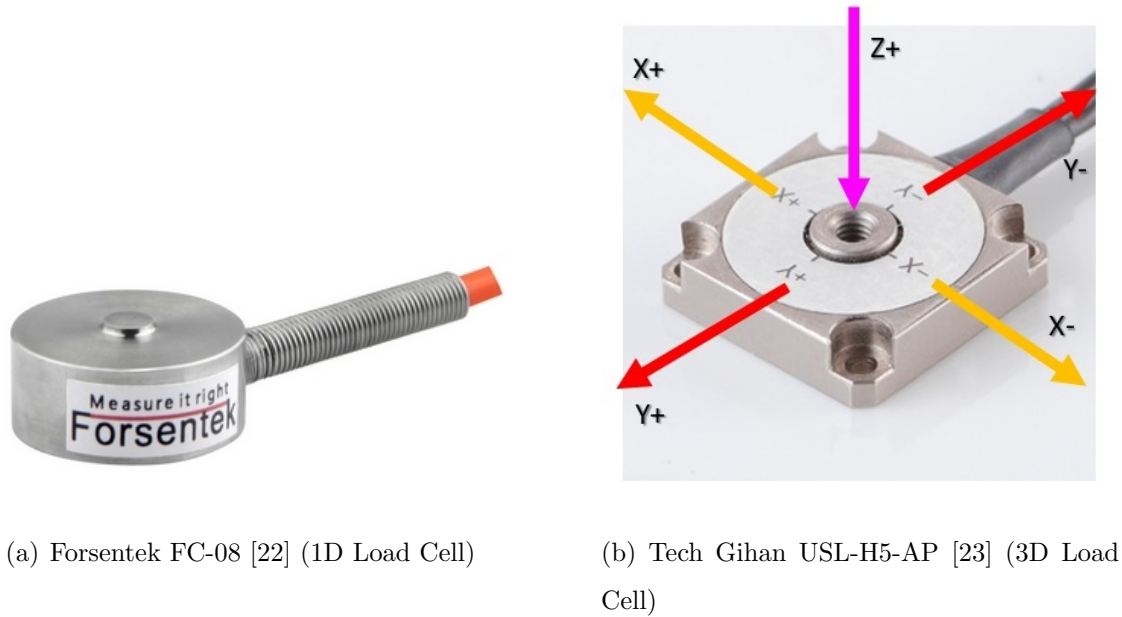 Measure it right
Forsentek
X+
Z+
Y-
X+
Y-
Y+
X-
X-
Y+
(a) Forsentek FC-08 [22] (1D Load Cell)
(b) Tech Gihan USL-H5-AP [23] (3D Load
Cell)